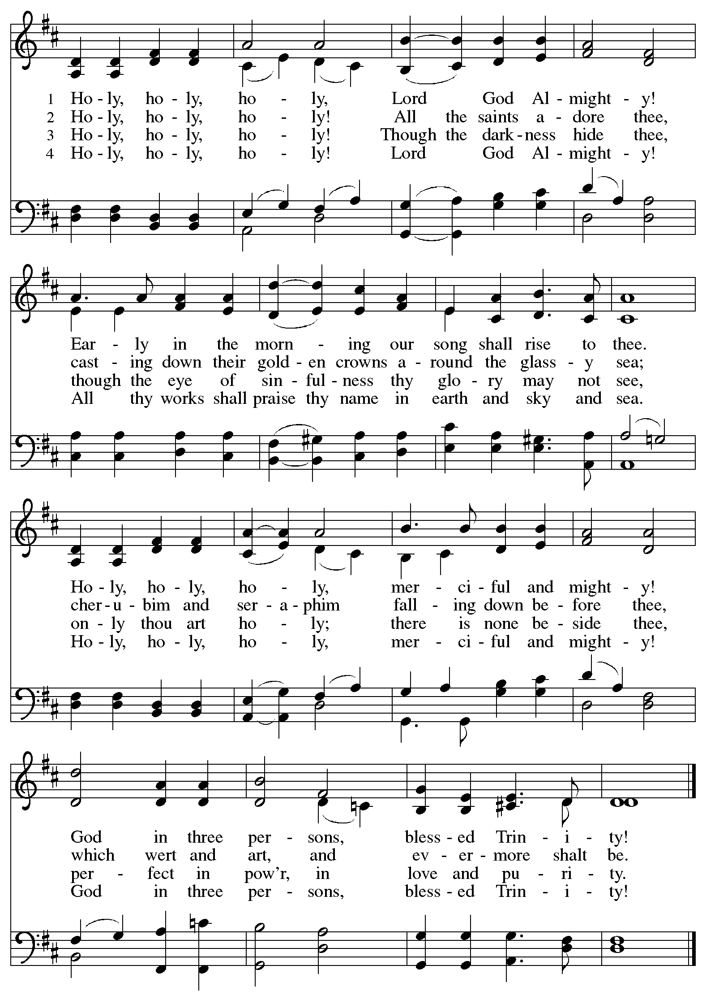 1 Ho - ly, ho - ly, ho - ly, Lord God Al - might - y!
2 Ho - ly, ho - ly, ho - ly! All the saints a - dore thee,
3 Ho - ly, ho - ly, ho - ly! Though the dark - ness hide thee,
4 Ho - ly, ho - ly, ho - ly! Lord God Al - might - y!
Ear - ly in the morn - ing our song shall rise to thee.
cast - ing down their gold - en crowns a - round the glass - y sea;
though the eye of sin - ful - ness thy glo - ry may not see,
All thy works shall praise thy name in earth and sky and sea.
Ho - ly, ho - ly, ho - ly, mer - ci - ful and might - y!
cher - u - bim and ser - a - phim fall - ing down be - fore thee,
on - ly thou art ho - ly; there is none be - side thee,
Ho - ly, ho - ly, ho - ly, mer - ci - ful and might - y!
God in three per - sons, bless - ed Trin - i - ty!
which wert and art, and ev - er - more shalt be.
per - fect in pow'r, in love and pu - ri - ty.
God in three per - sons, bless - ed Trin - i - ty!